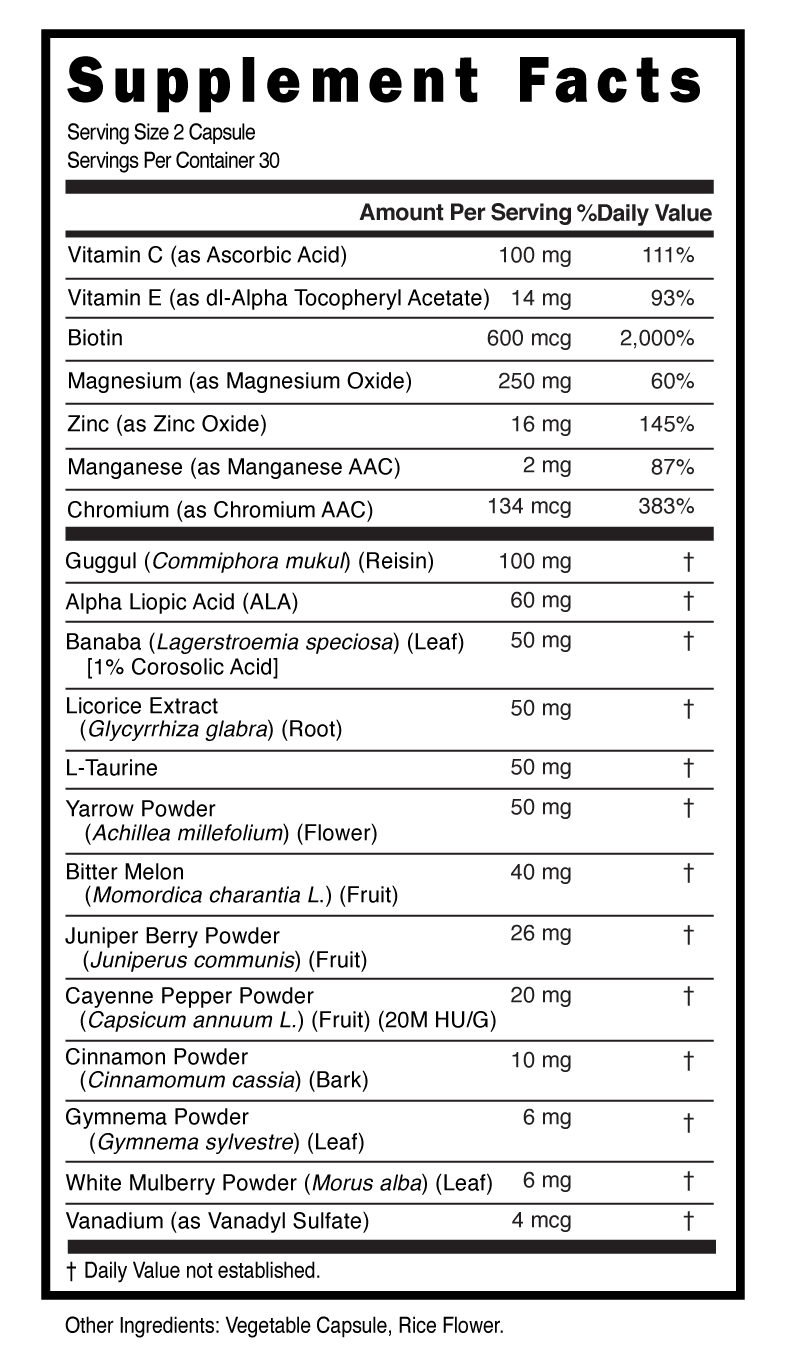 Supplement Facts
Serving Size 2 Capsule
Servings Per Container 30
Amount Per Serving %Daily Value
Vitamin C (as Ascorbic Acid) 100 mg 111%
Vitamin E (as dl-Alpha Tocopheryl Acetate) 14 mg 93%
Biotin 600 mcg 2,000%
Magnesium (as Magnesium Oxide) 250 mg 60%
Zinc (as Zinc Oxide) 16 mg 145%
Manganese (as Manganese AAC) 2 mg 87%
Chromium (as Chromium AAC) 134 mcg 383%
Guggul (Commiphora mukul) (Reisin) 100 mg †
Alpha Liopic Acid (ALA) 60 mg †
Banaba (Lagerstroemia speciosa) (Leaf) 50 mg †
[1% Corosolic Acid]
Licorice Extract 50 mg †
(Glycyrrhiza glabra) (Root)
L-Taurine 50 mg †
Yarrow Powder 50 mg †
(Achillea millefolium) (Flower)
Bitter Melon 40 mg †
(Momordica charantia L.) (Fruit)
Juniper Berry Powder 26 mg †
(Juniperus communis) (Fruit)
Cayenne Pepper Powder 20 mg †
(Capsicum annuum L.) (Fruit) (20M HU/G)
Cinnamon Powder 10 mg †
(Cinnamomum cassia) (Bark)
Gymnema Powder 6 mg †
(Gymnema sylvestre) (Leaf)
White Mulberry Powder (Morus alba) (Leaf) 6 mg †
Vanadium (as Vanadyl Sulfate) 4 mcg †
† Daily Value not established.
Other Ingredients: Vegetable Capsule, Rice Flower.